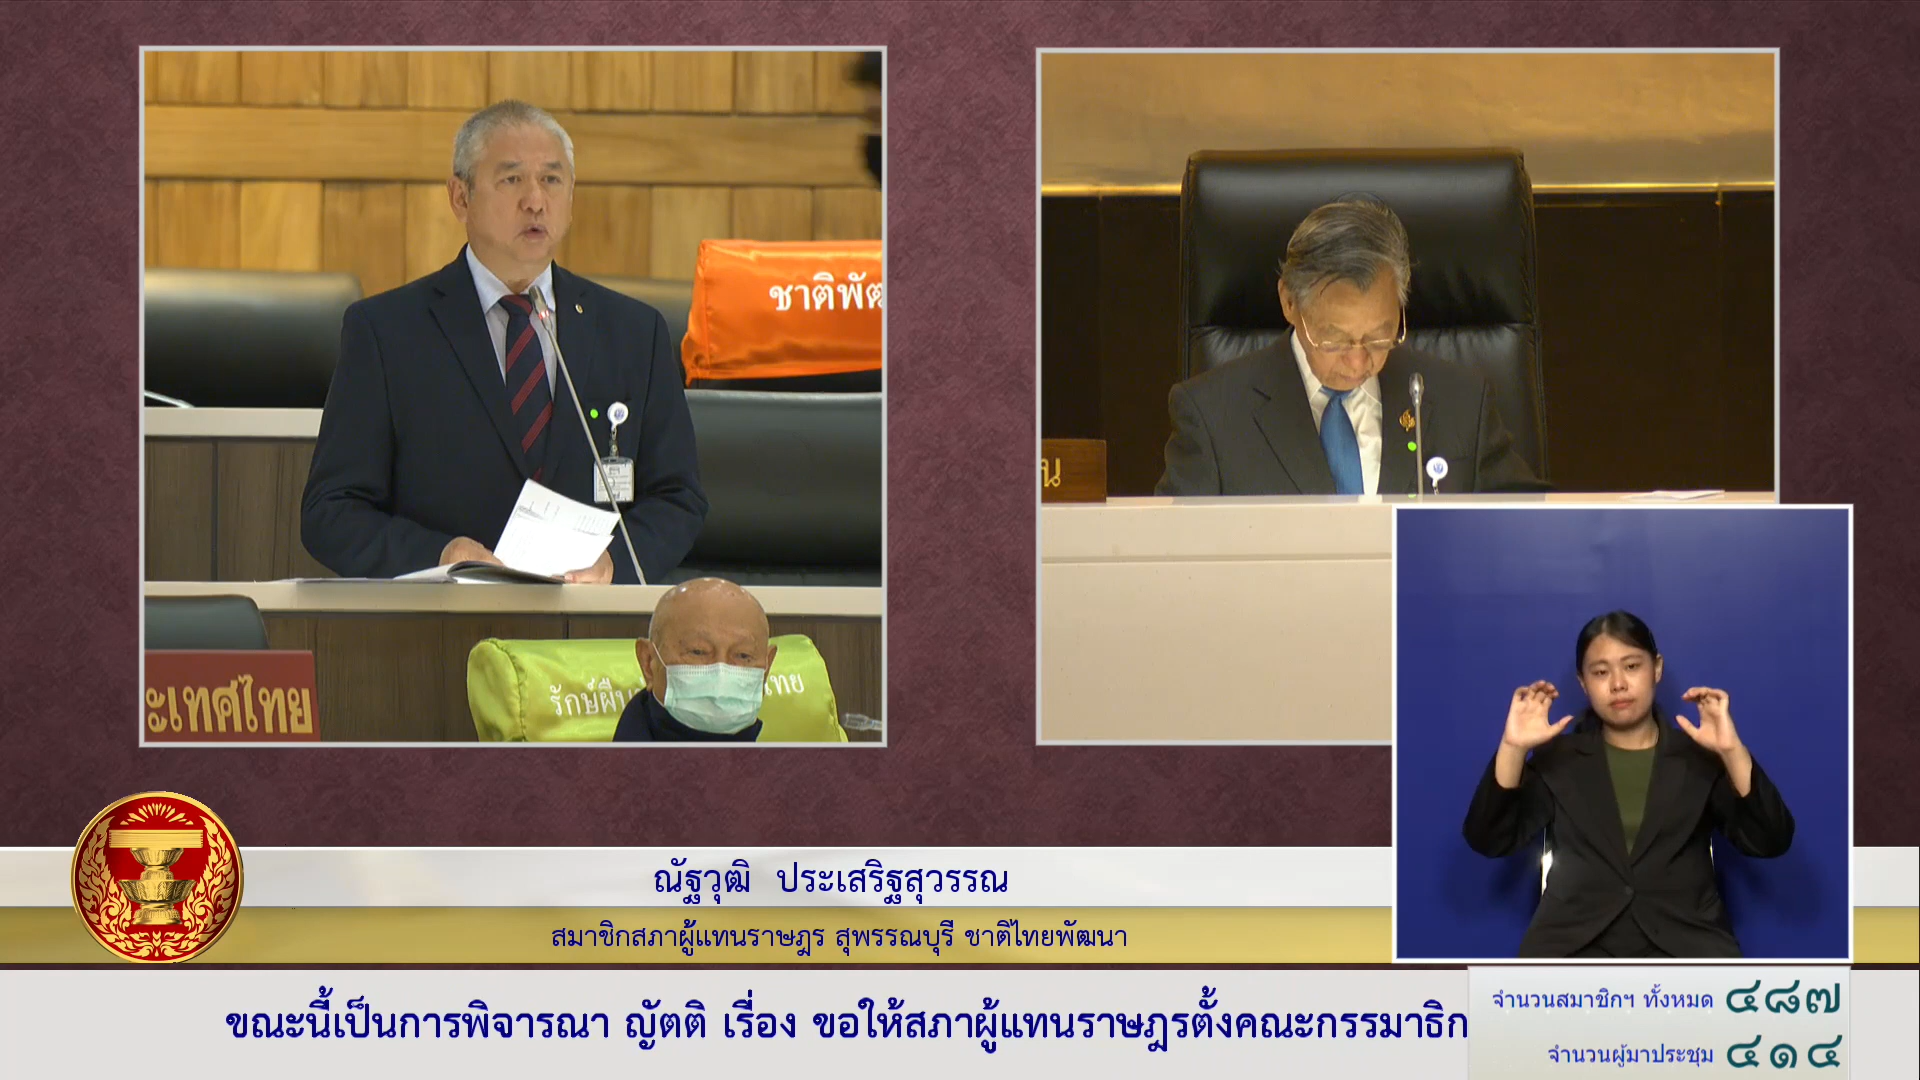 ชาติพัฒ
น
ะเทศไทย
รักษ์ผืน
ไทย
ณัฐวุฒิ ประเสริฐสุวรรณ
สมาชิกสภาผู้แทนราษฎร สุพรรณบุรี ชาติไทยพัฒนา
ขณะนี้เป็นการพิจารณา ญัตติ เรื่อง ขอให้สภาผู้แทนราษฎรตั้งคณะกรรมาธิก
จำนวนสมาชิกฯ ทั้งหมด ๔๘๗
จำนวนผู้มาประชุม ๔๑๔